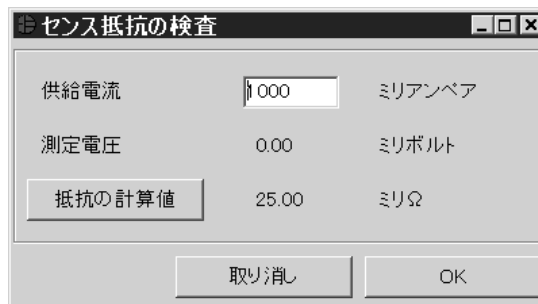 センス抵抗の検査
供給電流 1000 ミリアンペア
測定電圧 0.00 ミリボルト
抵抗の計算値 25.00 ミリΩ
取り消し OK